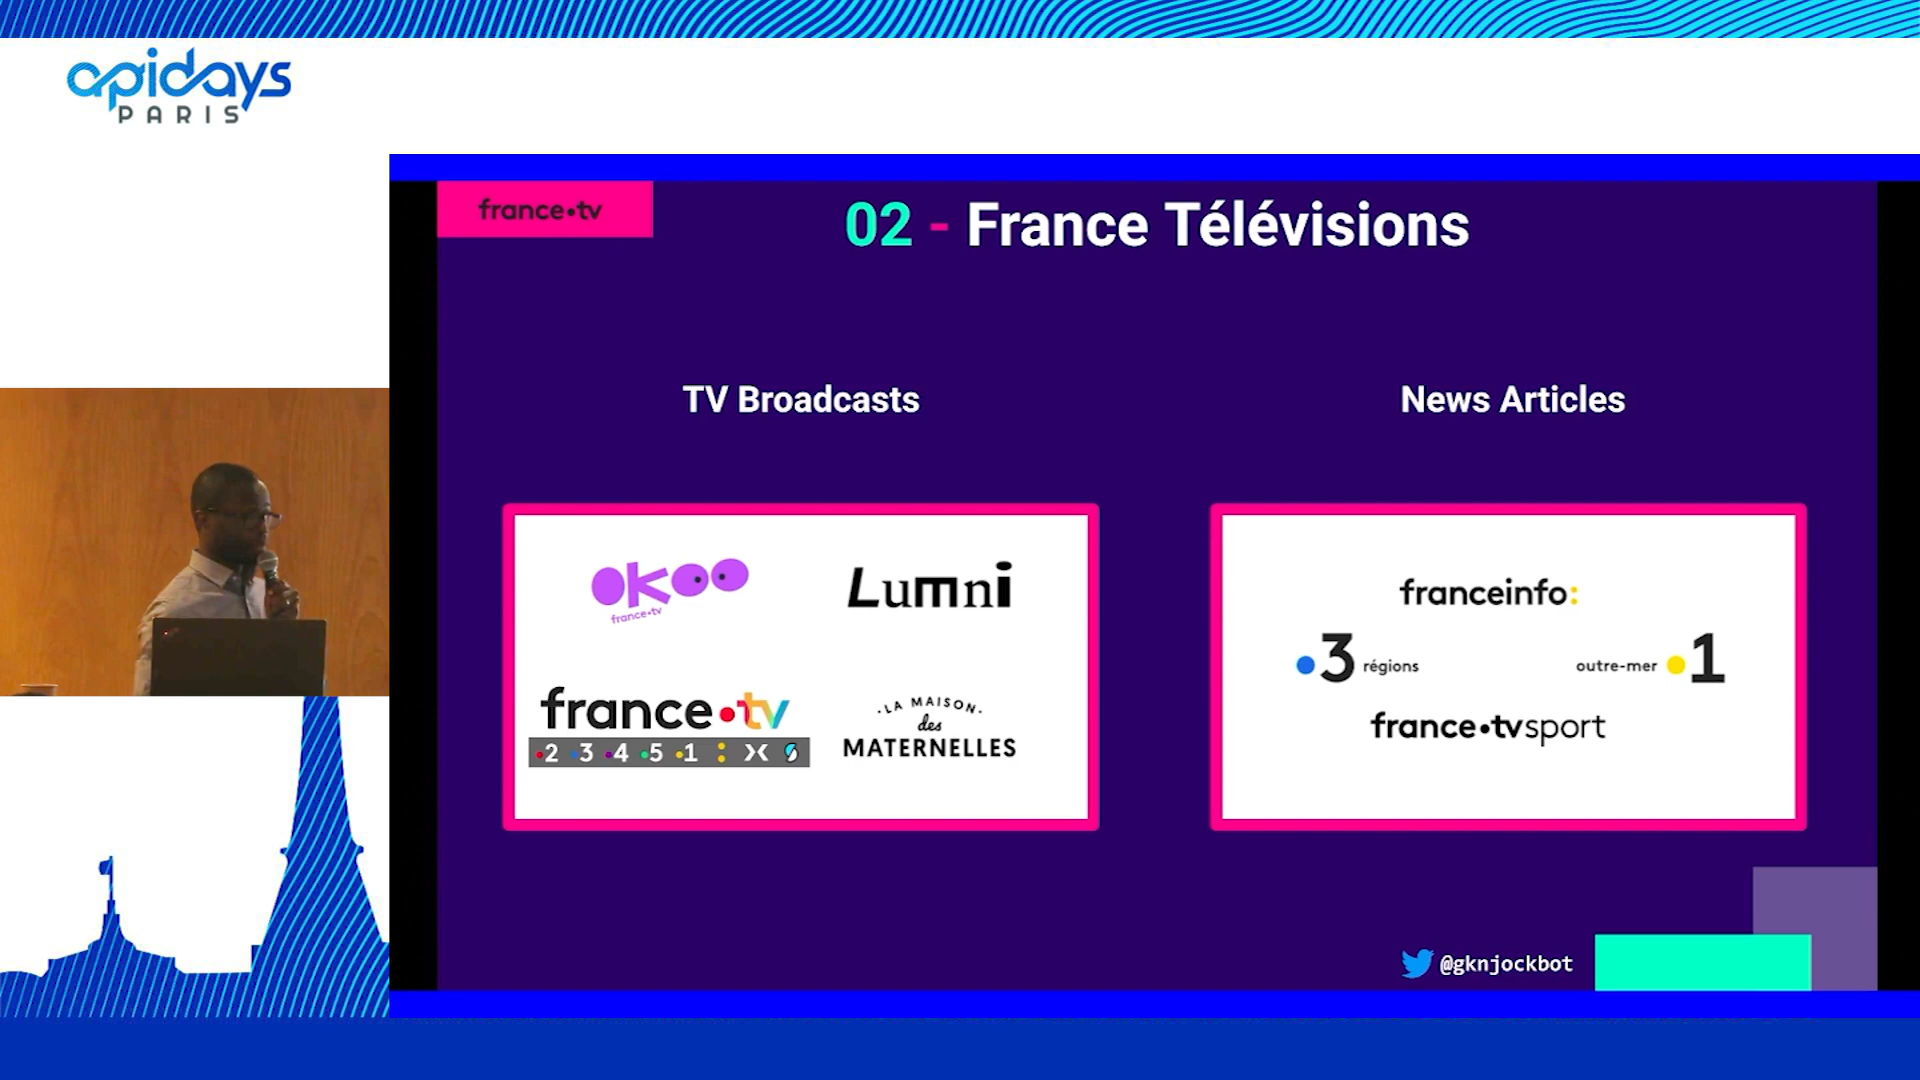 apidays
PARIS
france•tv
02 - France Télévisions
TV Broadcasts
News Articles
OKOO
france•tv
Lumni
france•tv
•2 •3 •4 •5 •1 :
• LA MAISON •
des
MATERNELLES
franceinfo:
•3 régions
outre-mer •1
france•tvsport
@gknjockbot